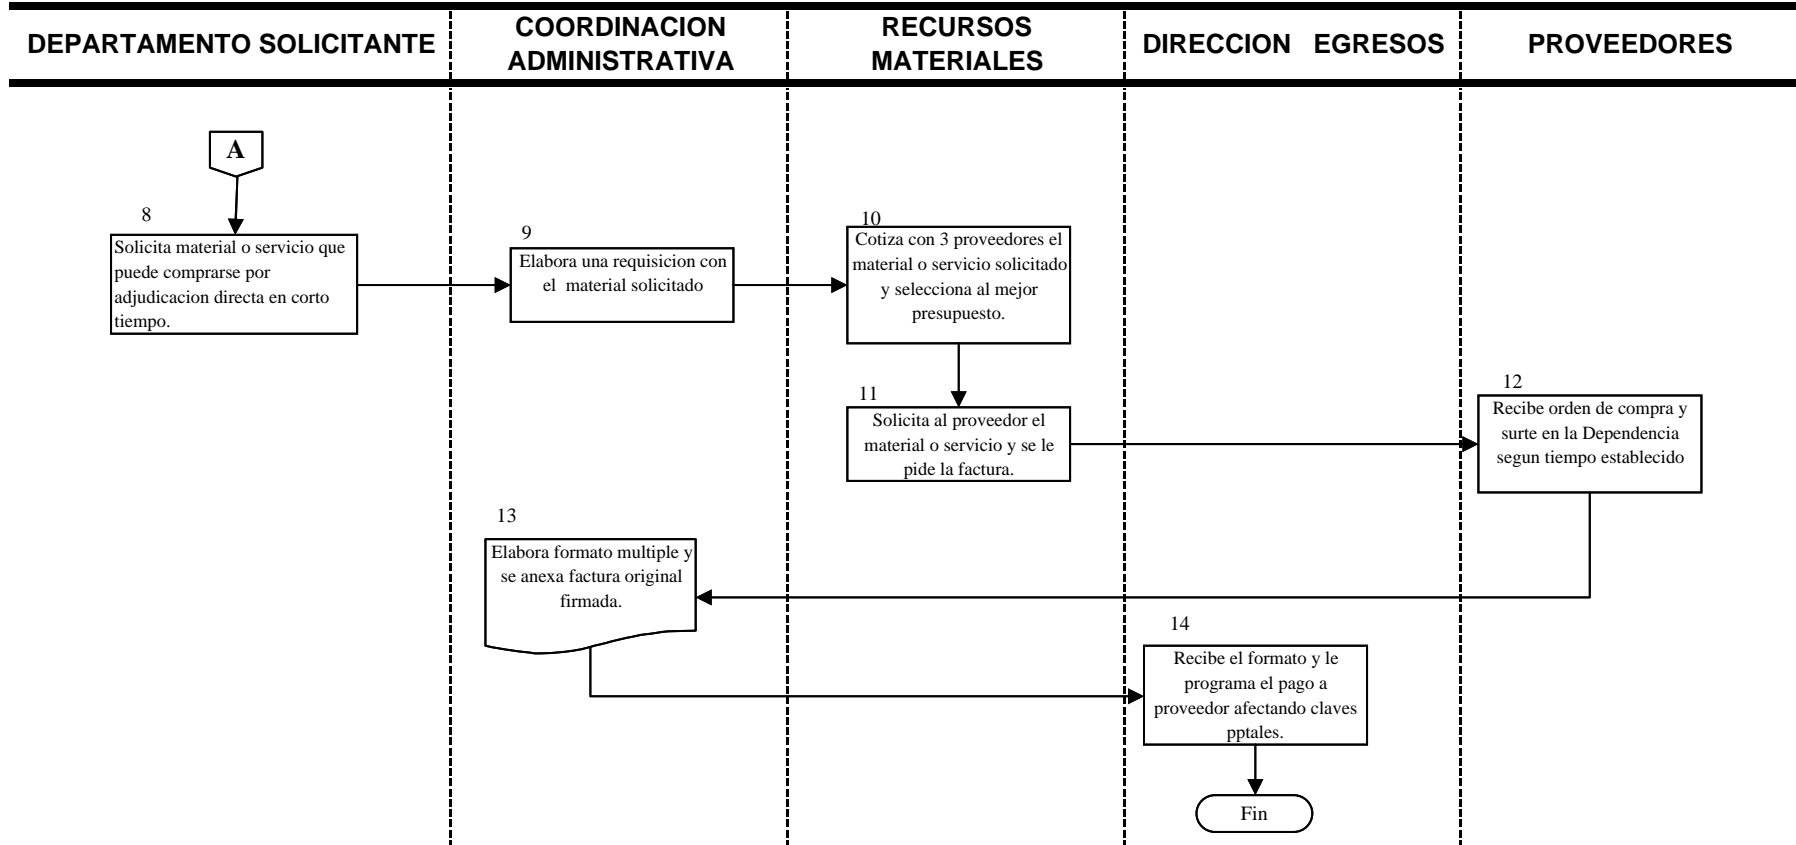 DEPARTAMENTO SOLICITANTE
COORDINACION
ADMINISTRATIVA
RECURSOS
MATERIALES
DIRECCION EGRESOS
PROVEEDORES
A
8
Solicita material o servicio que
puede comprarse por
adjudicacion directa en corto
tiempo.
9
Elabora una requisicion con
el material solicitado
10
Cotiza con 3 proveedores el
material o servicio solicitado
y selecciona al mejor
presupuesto.
11
Solicita al proveedor el
material o servicio y se le
pide la factura.
12
Recibe orden de compra y
surte en la Dependencia
segun tiempo establecido
13
Elabora formato multiple y
se anexa factura original
firmada.
14
Recibe el formato y le
programa el pago a
proveedor afectando claves
pptales.
Fin